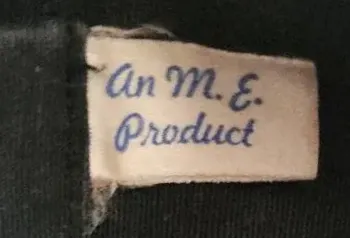 An M. E.
Product